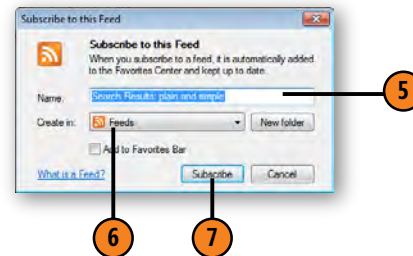 Subscribe to this Feed
Subscribe to this Feed
When you subscribe to a feed, it is automatically added
to the Favorites Center and kept up to date.
Name: Search Results: plain and simple
5
Create in: Feeds New folder
Add to Favorites Bar
What is a Feed? Subscribe Cancel
6 7